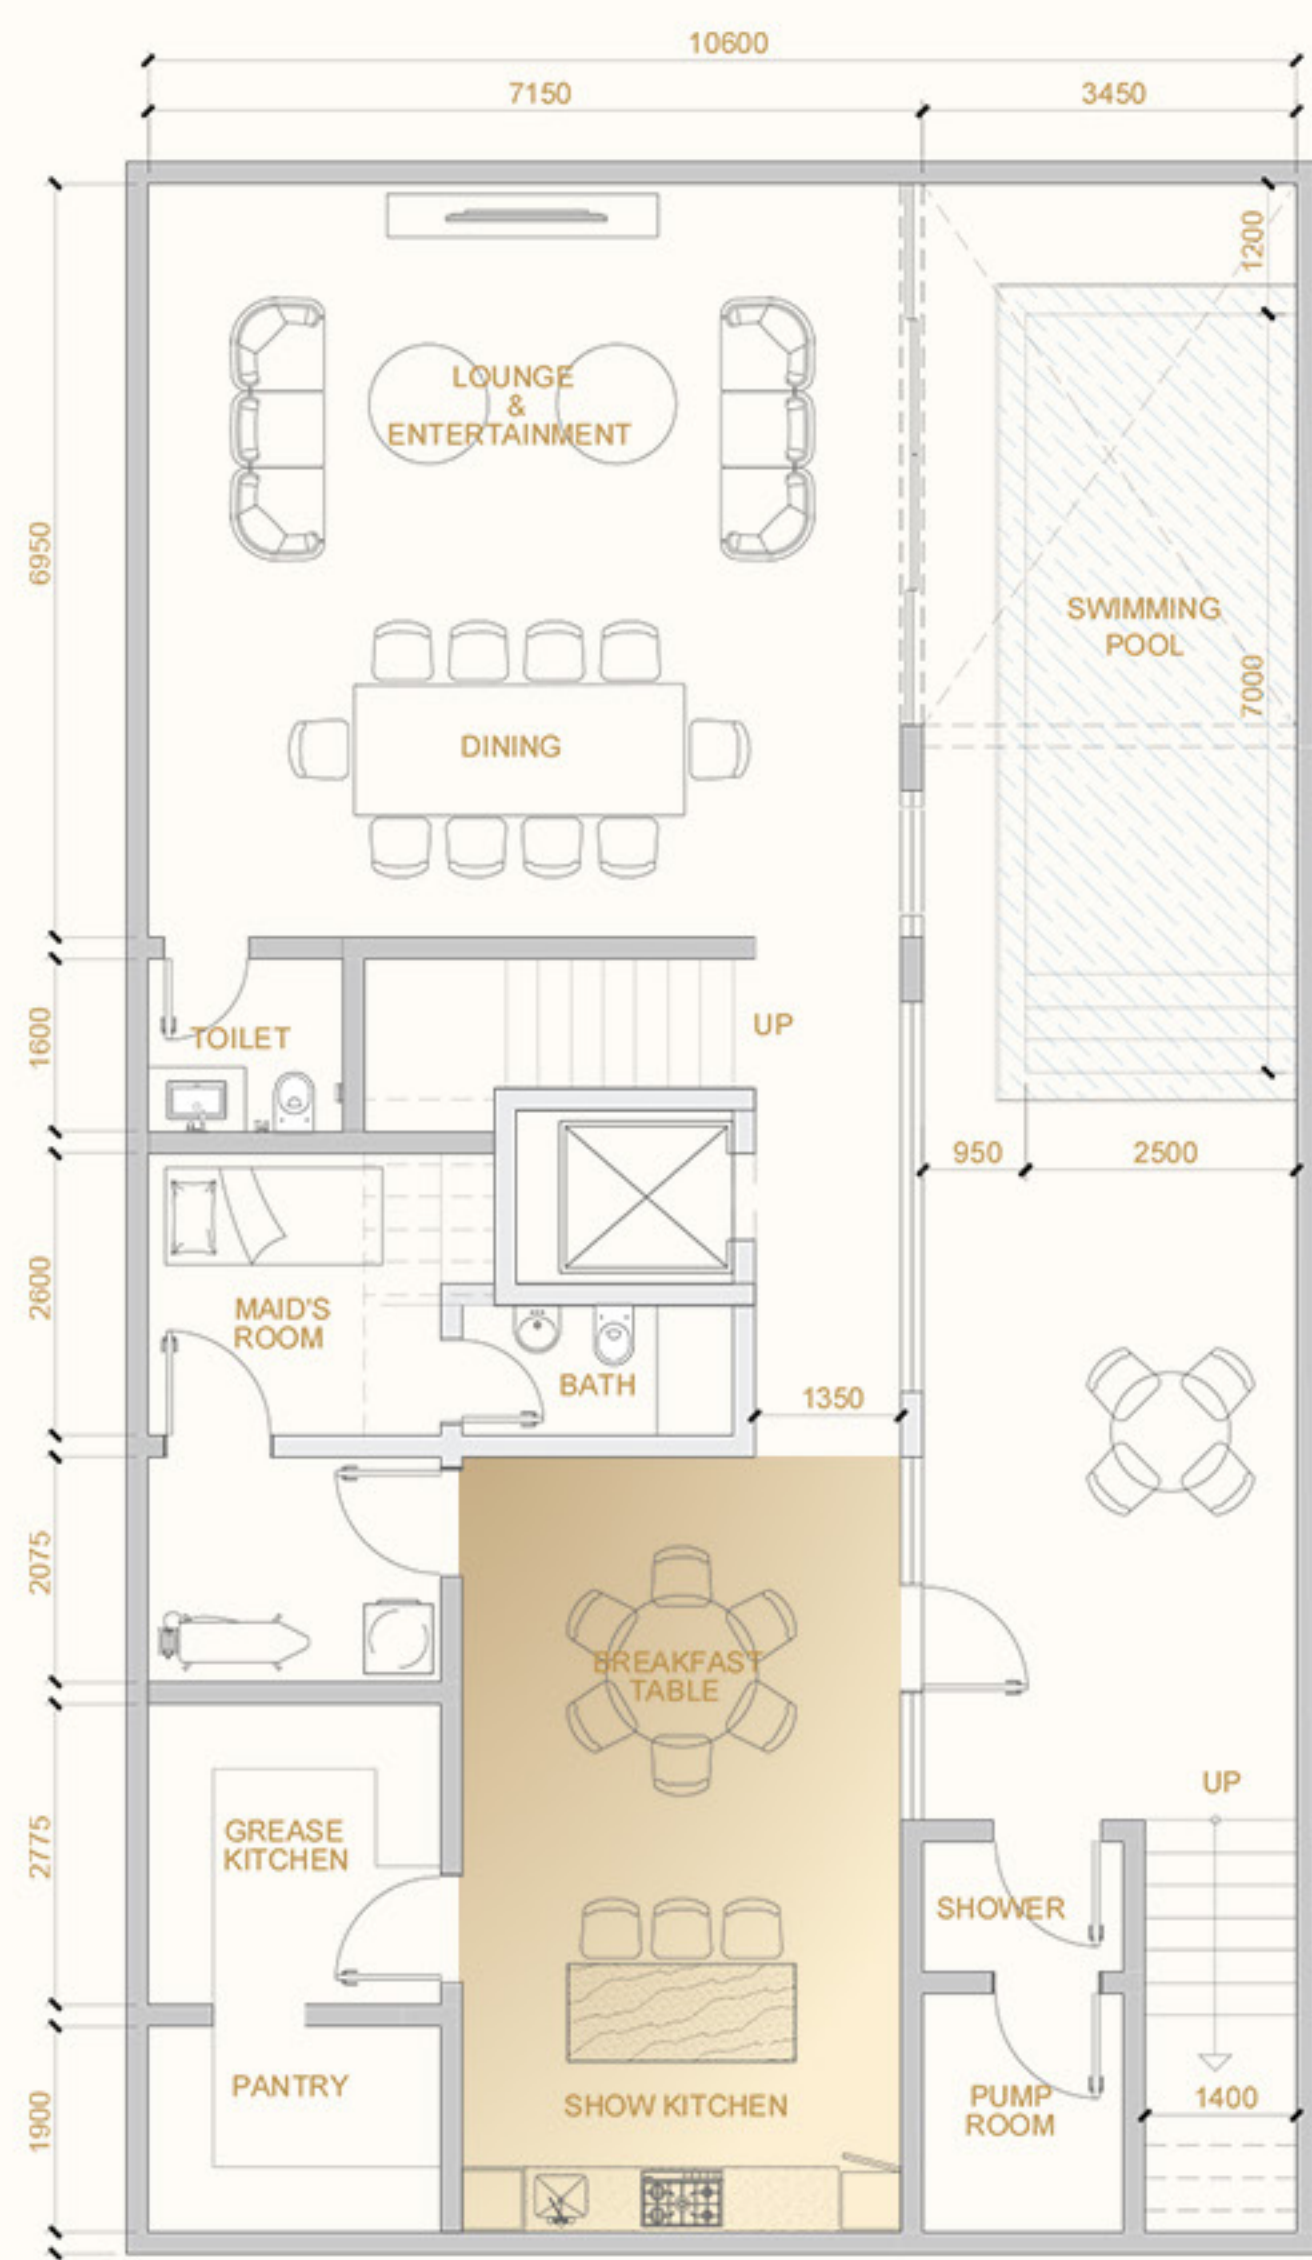 10600
7150
3450
1200
LOUNGE
&
ENTERTAINMENT
6950
SWIMMING
POOL
7000
DINING
1600
TOILET
UP
950
2500
2600
MAID'S
ROOM
BATH
1350
2075
BREAKFAST
TABLE
UP
2775
GREASE
KITCHEN
SHOWER
PANTRY
SHOW KITCHEN
PUMP
ROOM
1400
1900